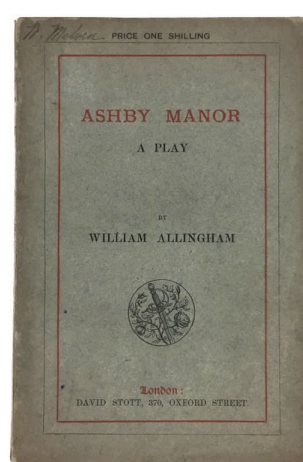 PRICE ONE SHILLING
ASHBY MANOR
A PLAY
BY
WILLIAM ALLINGHAM
London:
DAVID STOTT, 370, OXFORD STREET.